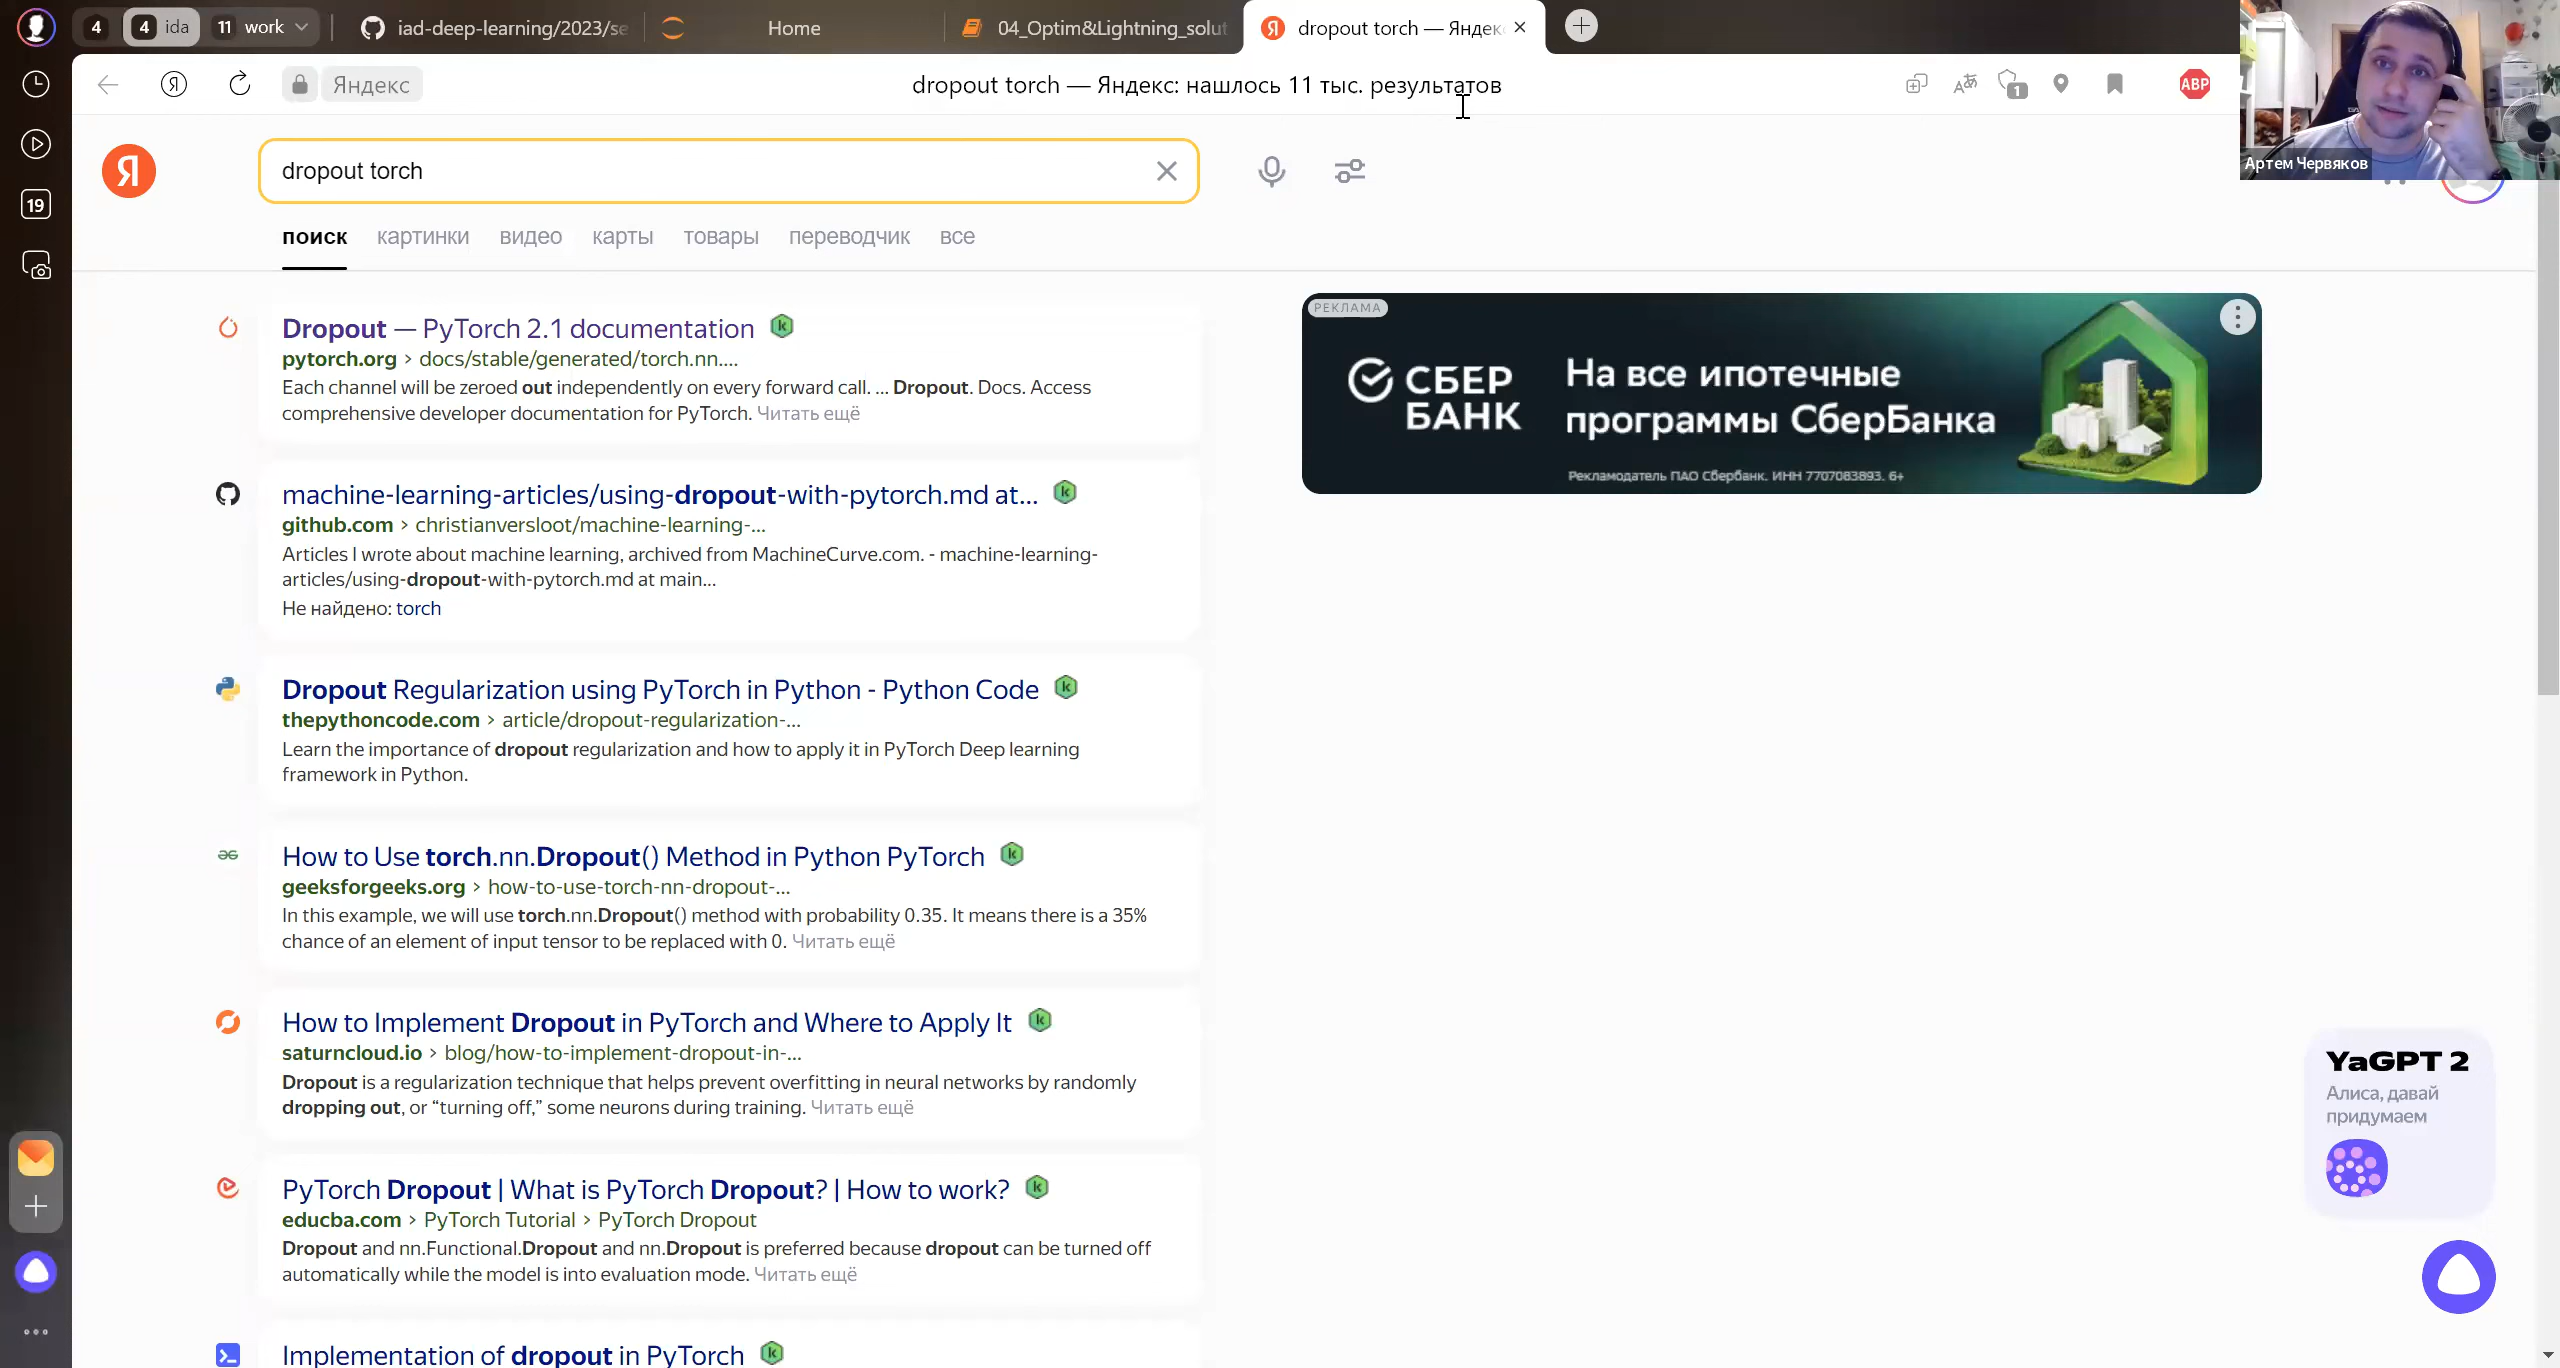 4
4 ida
11 work
iad-deep-learning/2023/se
Home
04_Optim&Lightning_solut
dropout torch — Яндекс
Яндекс
dropout torch — Яндекс: нашлось 11 тыс. результатов
1
ABP
Артем Червяков
19
Я
dropout torch
поиск
картинки
видео
карты
товары
переводчик
все
Dropout — PyTorch 2.1 documentation
pytorch.org › docs/stable/generated/torch.nn....
Each channel will be zeroed out independently on every forward call. ... Dropout. Docs. Access
comprehensive developer documentation for PyTorch. Читать ещё
machine-learning-articles/using-dropout-with-pytorch.md at...
github.com › christianversloot/machine-learning-...
Articles I wrote about machine learning, archived from MachineCurve.com. - machine-learning-
articles/using-dropout-with-pytorch.md at main...
Не найдено: torch
Dropout Regularization using PyTorch in Python - Python Code
thepythoncode.com › article/dropout-regularization-...
Learn the importance of dropout regularization and how to apply it in PyTorch Deep learning
framework in Python.
How to Use torch.nn.Dropout() Method in Python PyTorch
geeksforgeeks.org › how-to-use-torch-nn-dropout-...
In this example, we will use torch.nn.Dropout() method with probability 0.35. It means there is a 35%
chance of an element of input tensor to be replaced with 0. Читать ещё
How to Implement Dropout in PyTorch and Where to Apply It
saturncloud.io › blog/how-to-implement-dropout-in-...
Dropout is a regularization technique that helps prevent overfitting in neural networks by randomly
dropping out, or “turning off,” some neurons during training. Читать ещё
PyTorch Dropout | What is PyTorch Dropout? | How to work?
educba.com › PyTorch Tutorial › PyTorch Dropout
Dropout and nn.Functional.Dropout and nn.Dropout is preferred because dropout can be turned off
automatically while the model is into evaluation mode. Читать ещё
Implementation of dropout in PyTorch
РЕКЛАМА
СБЕР
БАНК
На все ипотечные
программы СберБанка
Рекламодатель ПАО Сбербанк. ИНН 7707083893. 6+
YaGPT 2
Алиса, давай
придумаем